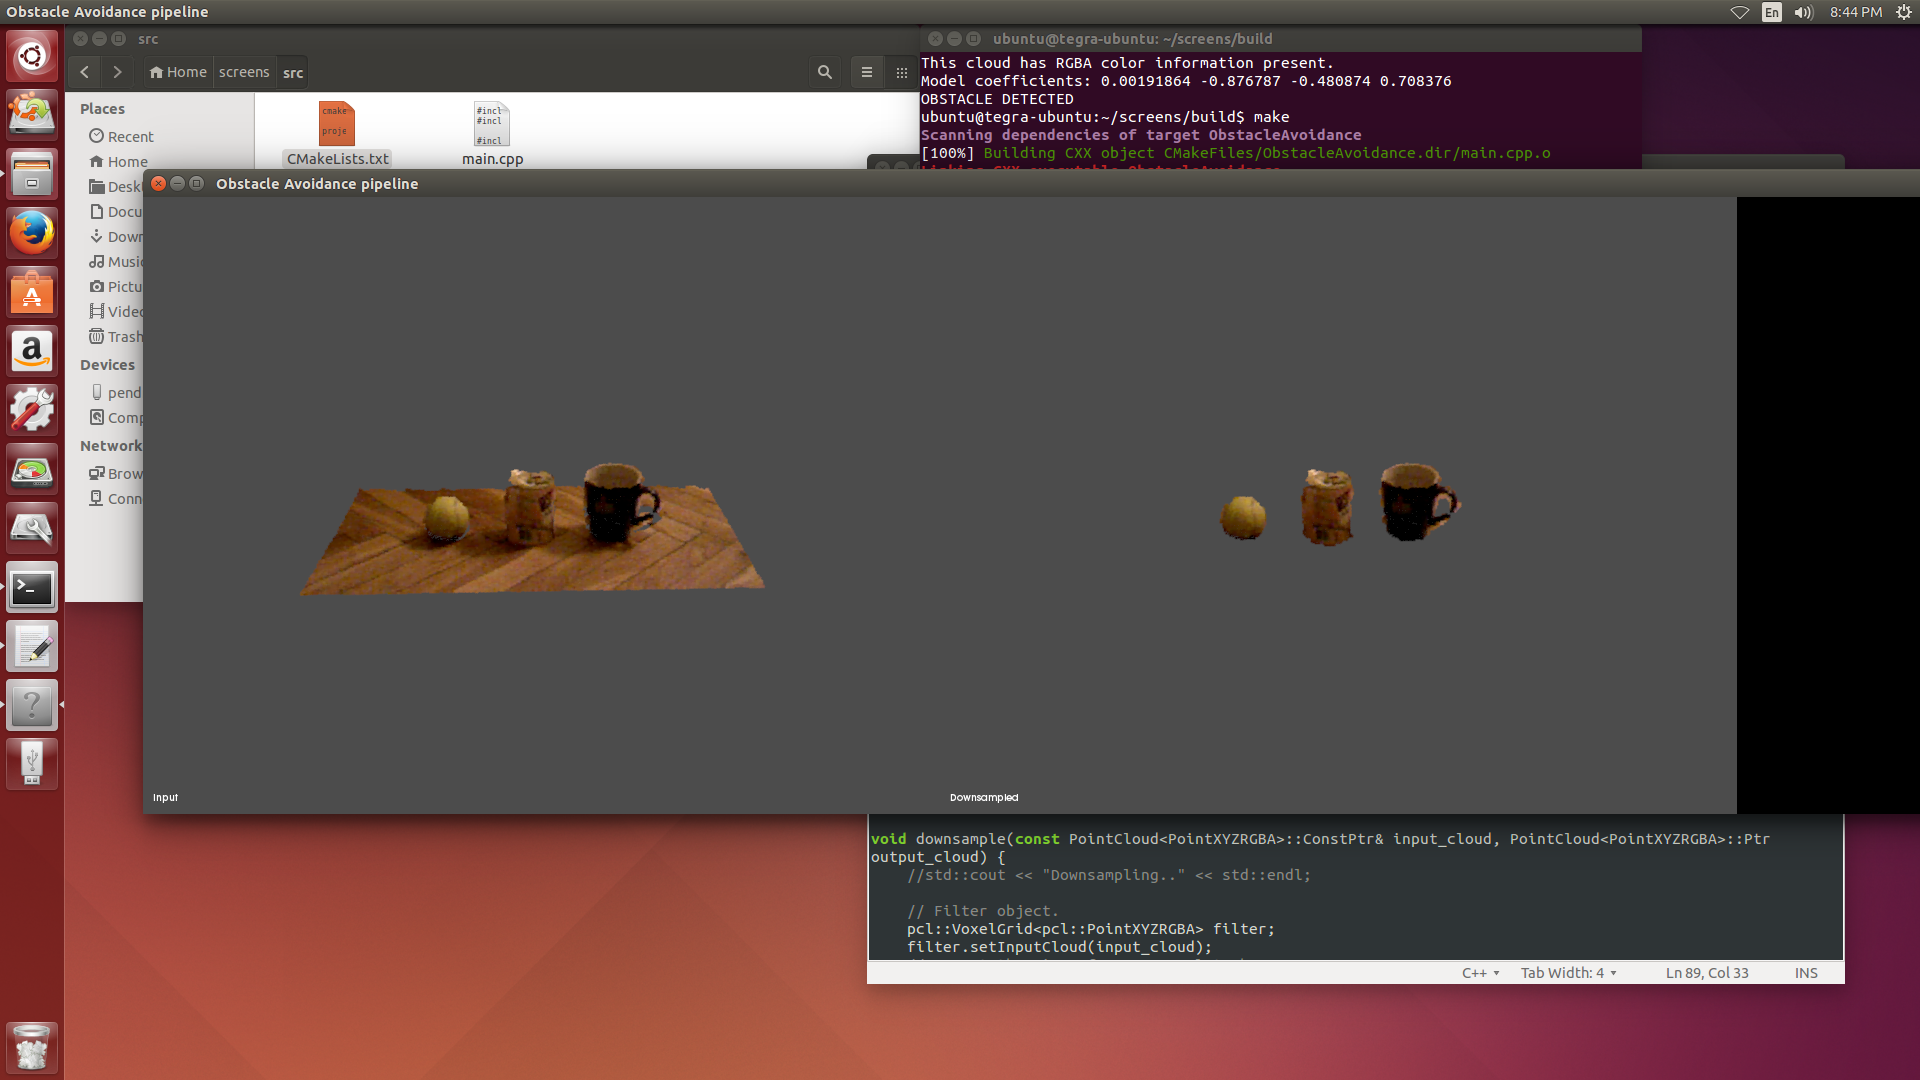 Obstacle Avoidance pipeline
En
8:44 PM
src
Home
screens
src
Places
Recent
Home
Desk
Docu
Down
Music
Pictu
Video
Trash
Devices
pend
Comp
Network
Brow
Conn
cmake
proje
CMakeLists.txt
#incl
#incl
#incl
main.cpp
ubuntu@tegra-ubuntu: ~/screens/build
This cloud has RGBA color information present.
Model coefficients: 0.00191864 -0.876787 -0.480874 0.708376
OBSTACLE DETECTED
ubuntu@tegra-ubuntu:~/screens/build$ make
Scanning dependencies of target ObstacleAvoidance
[100%] Building CXX object CMakeFiles/ObstacleAvoidance.dir/main.cpp.o
Linking CXX executable ObstacleAvoidance
Obstacle Avoidance pipeline
Input
Downsampled
void downsample(const PointCloud<PointXYZRGBA>::ConstPtr& input_cloud, PointCloud<PointXYZRGBA>::Ptr
output_cloud) {
//std::cout << "Downsampling.." << std::endl;
// Filter object.
pcl::VoxelGrid<pcl::PointXYZRGBA> filter;
filter.setInputCloud(input_cloud);
C++
Tab Width: 4
Ln 89, Col 33
INS